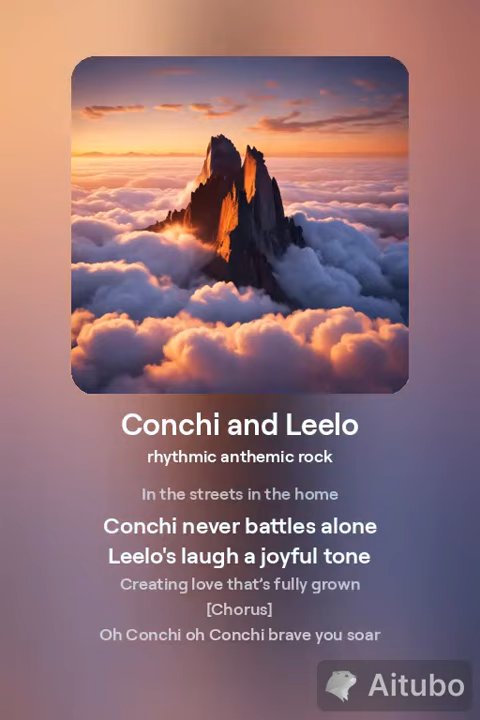 Conchi and Leelo
rhythmic anthemic rock
In the streets in the home
Conchi never battles alone
Leelo's laugh a joyful tone
Creating love that's fully grown
[Chorus]
Oh Conchi oh Conchi brave you soar
Aitubo